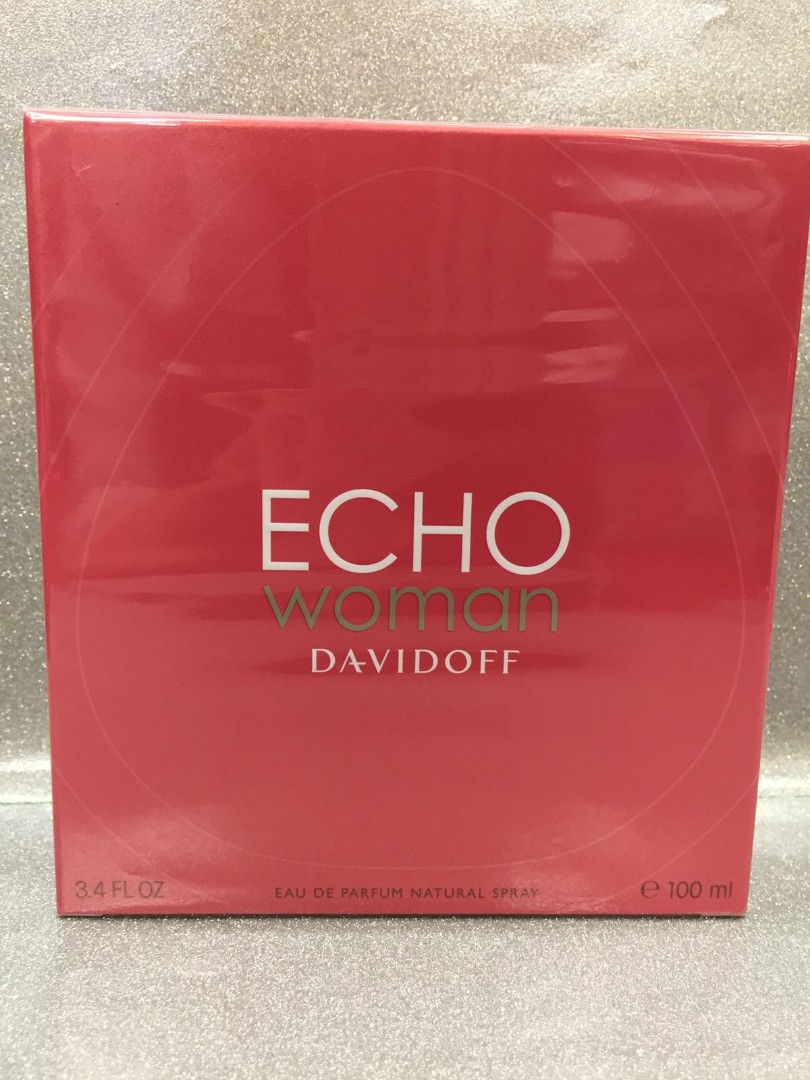 ECHO
woman
DAVIDOFF
3.4 FL OZ EAU DE PARFUM NATURAL SPRAY ℮ 100 ml